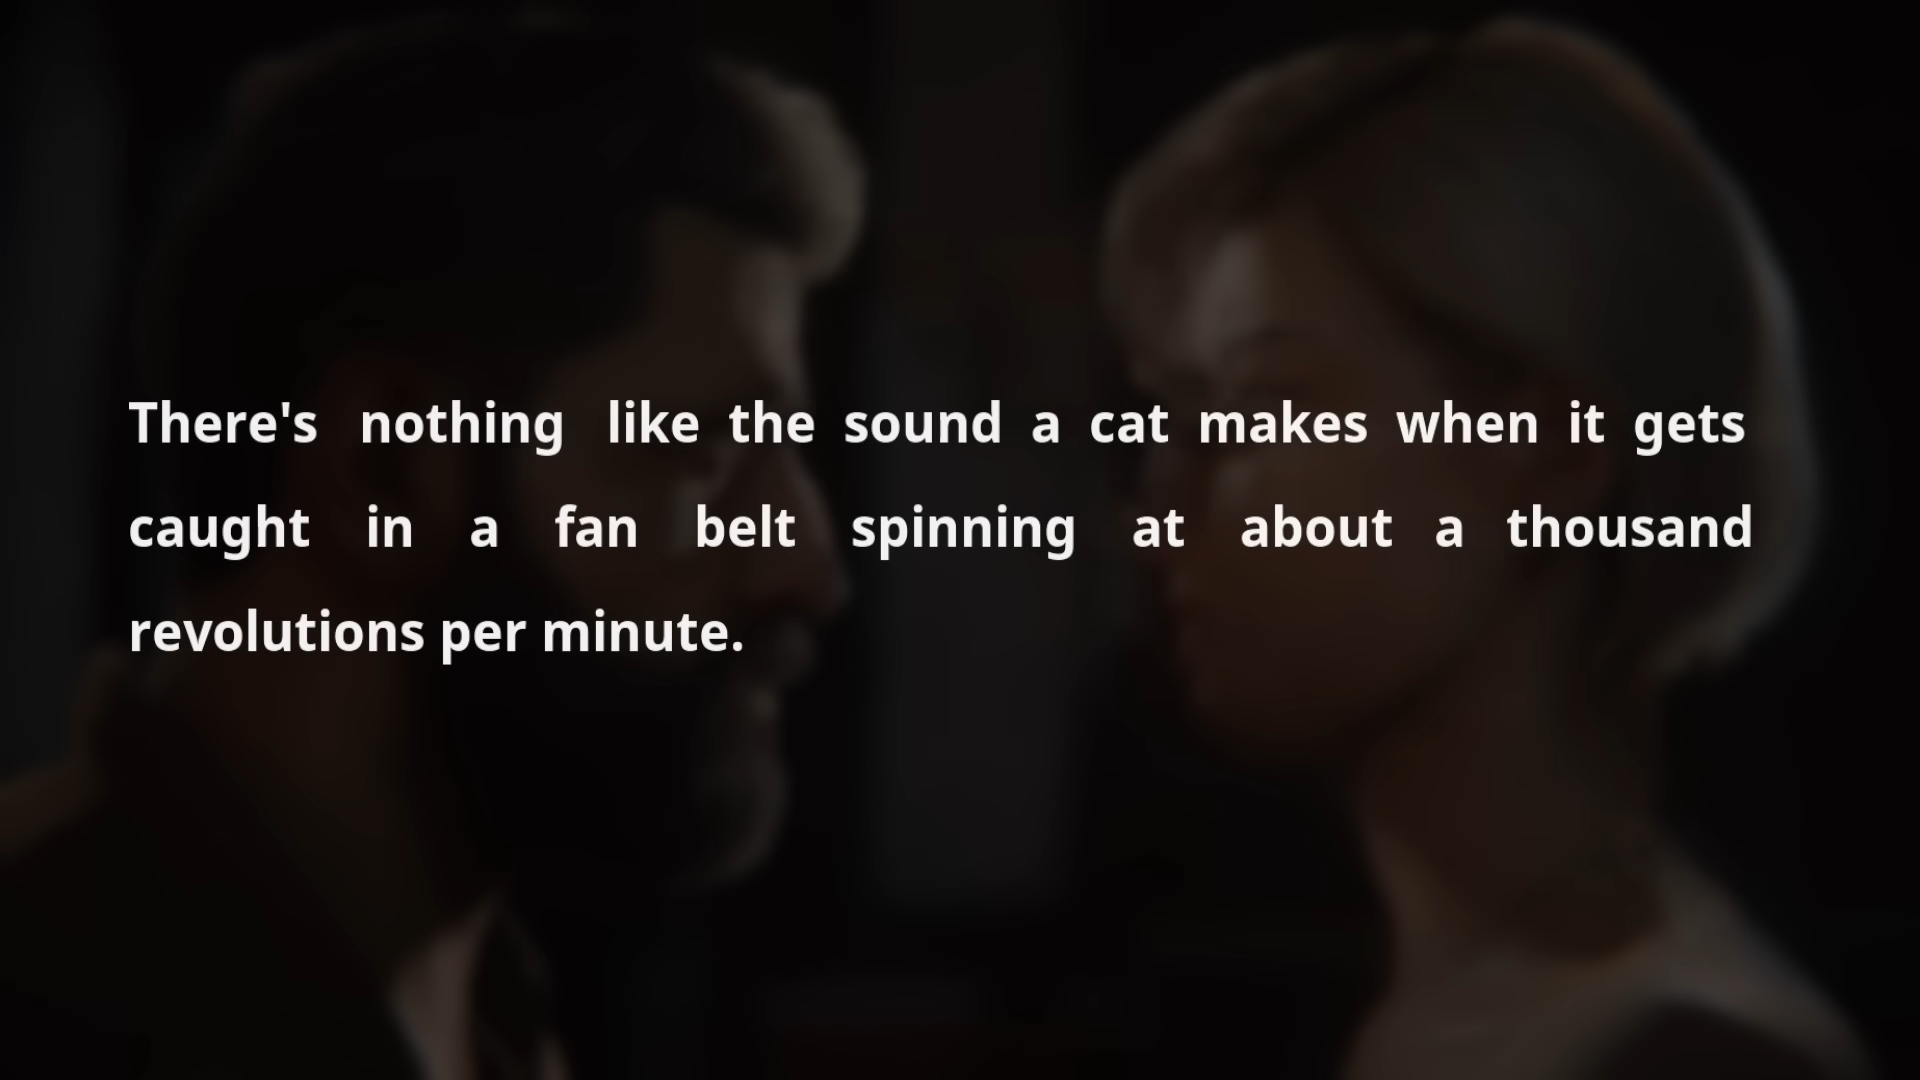 There's nothing like the sound a cat makes when it gets
caught in a fan belt spinning at about a thousand
revolutions per minute.